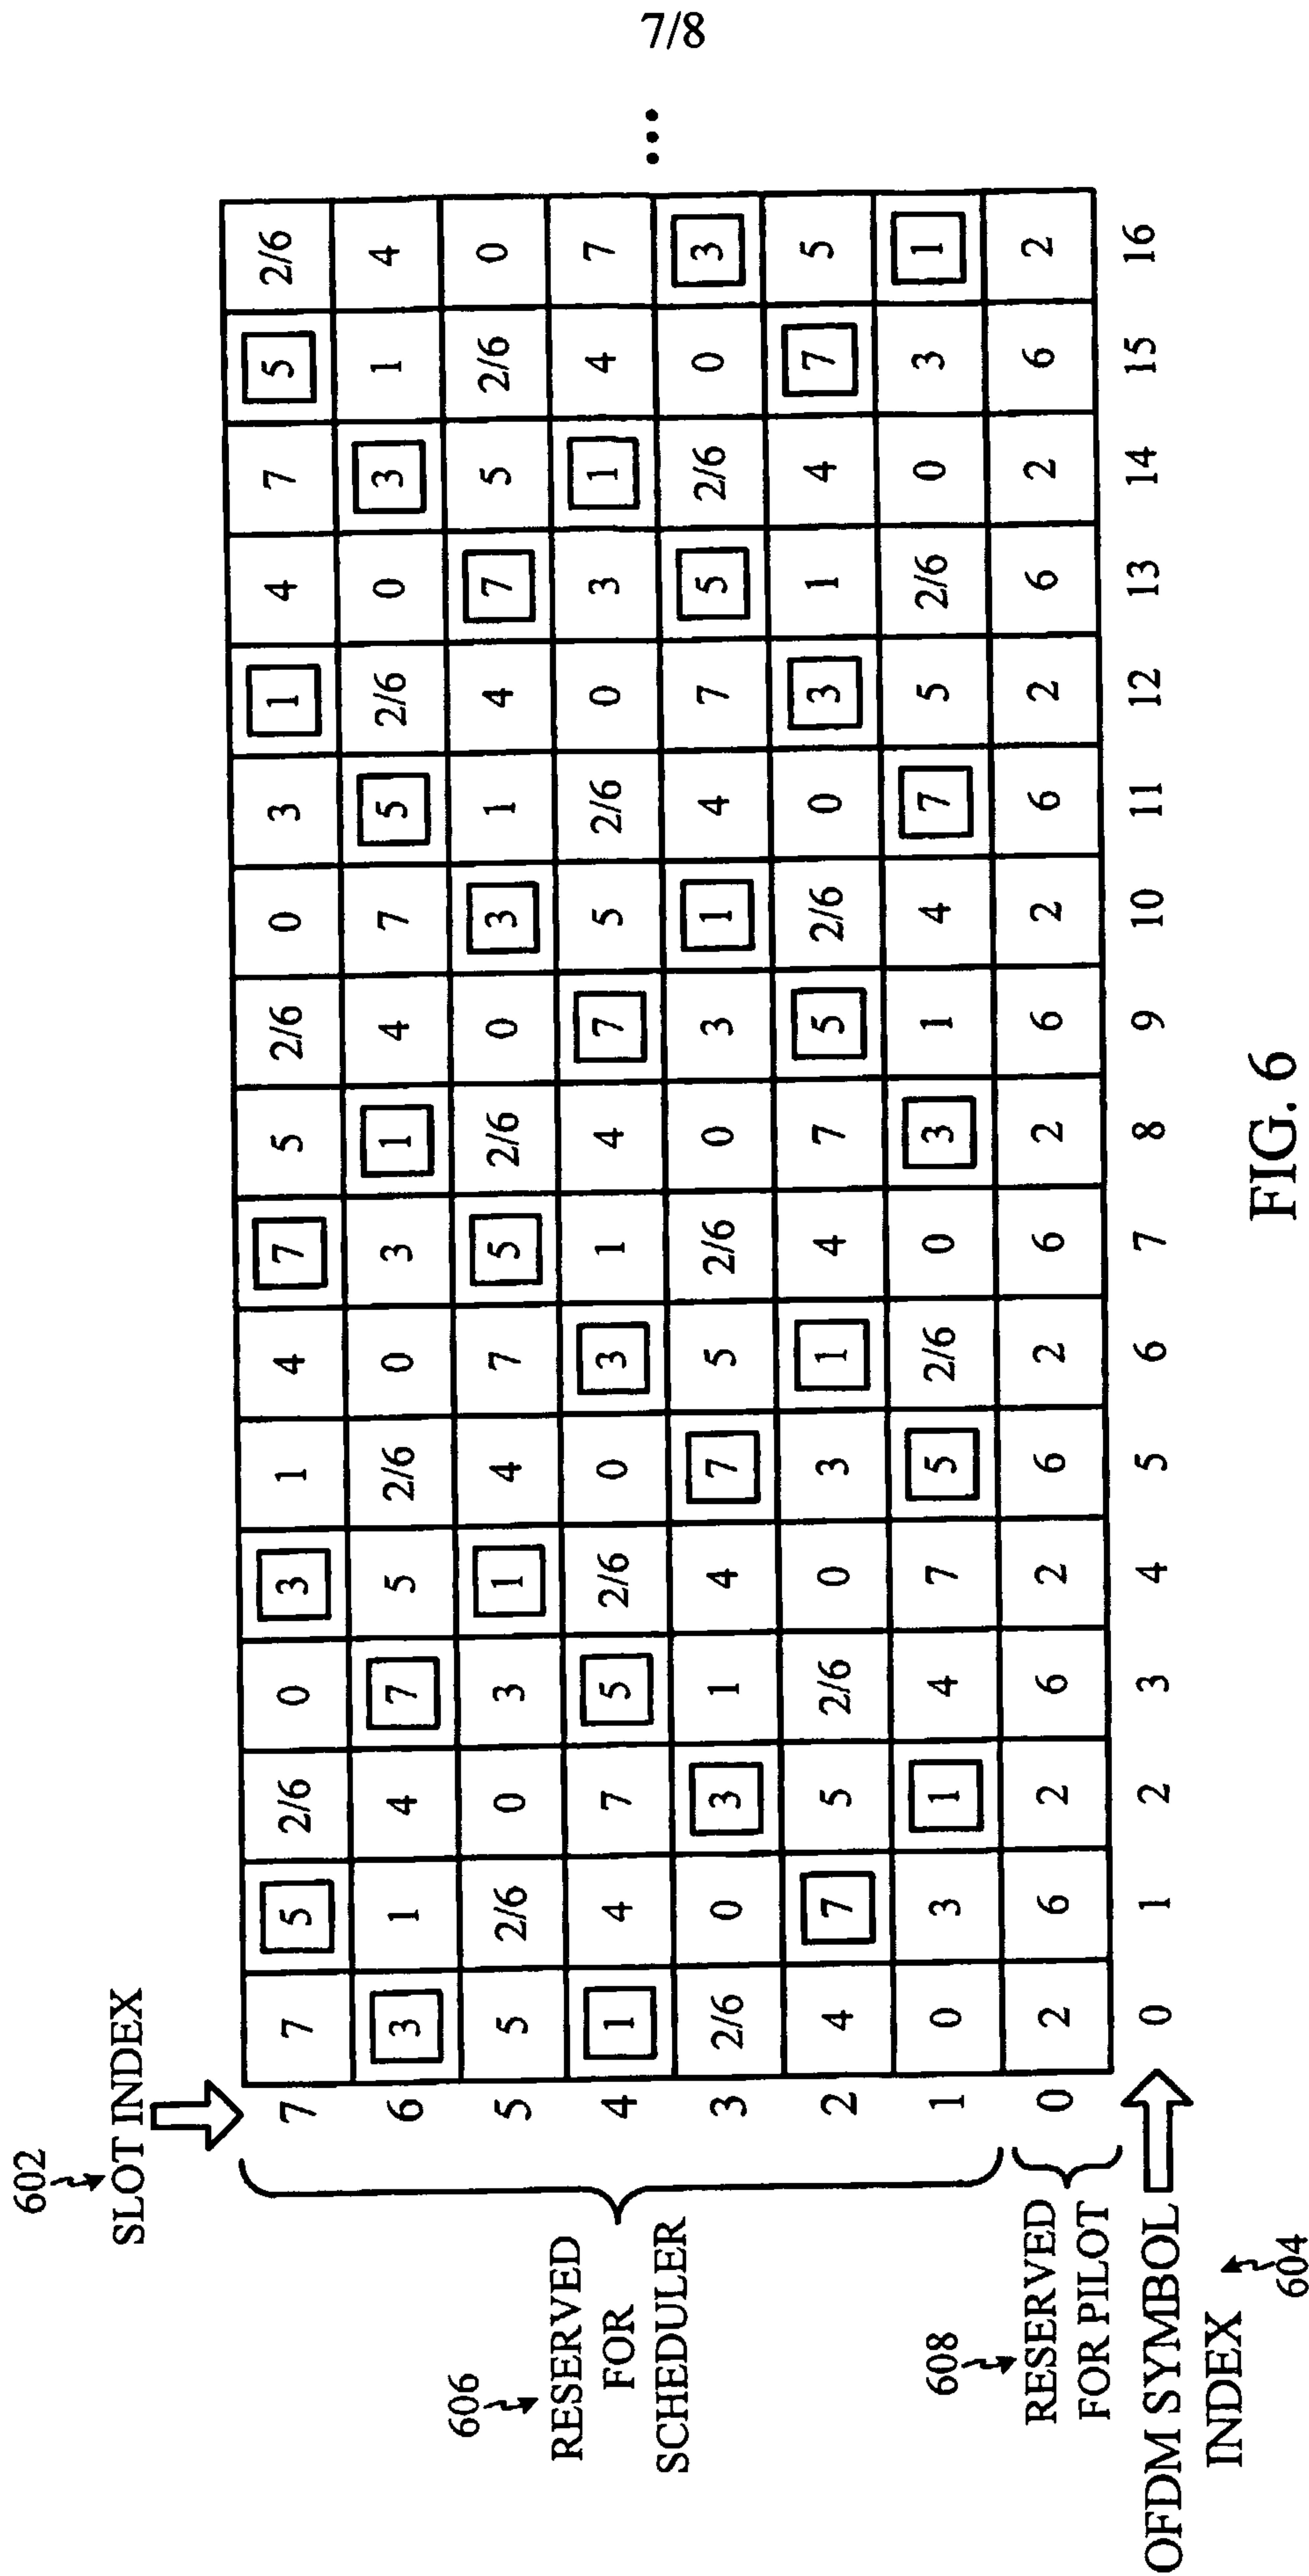 7/8
602
SLOT INDEX
7 7 5 2/6 0 3 1 4 7 5 2/6 0 3 1 4 7 5 2/6
6 3 1 4 7 5 2/6 0 3 1 4 7 5 2/6 0 3 1 4
5 5 2/6 0 3 1 4 7 5 2/6 0 3 1 4 7 5 2/6 0
4 1 4 7 5 2/6 0 3 1 4 7 5 2/6 0 3 1 4 7
3 2/6 0 3 1 4 7 5 2/6 0 3 1 4 7 5 2/6 0 3
2 4 7 5 2/6 0 3 1 4 7 5 2/6 0 3 1 4 7 5
1 0 3 1 4 7 5 2/6 0 3 1 4 7 5 2/6 0 3 1
0 2 6 2 6 2 6 2 6 2 6 2 6 2 6 2 6 2
0 1 2 3 4 5 6 7 8 9 10 11 12 13 14 15 16
...
606
RESERVED
FOR
SCHEDULER
608
RESERVED
FOR PILOT
OFDM SYMBOL
INDEX
604
FIG. 6